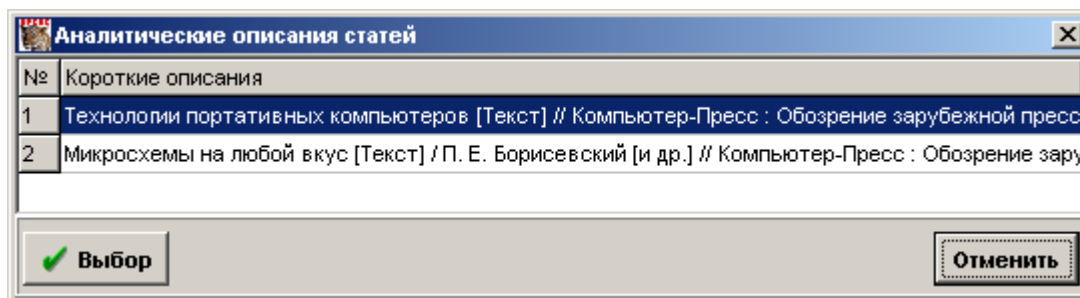 Аналитические описания статей
№ Короткие описания
1 Технологии портативных компьютеров [Текст] // Компьютер-Пресс : Обозрение зарубежной пресс
2 Микросхемы на любой вкус [Текст] / П. Е. Борисевский [и др.] // Компьютер-Пресс : Обозрение зару
Выбор
Отменить